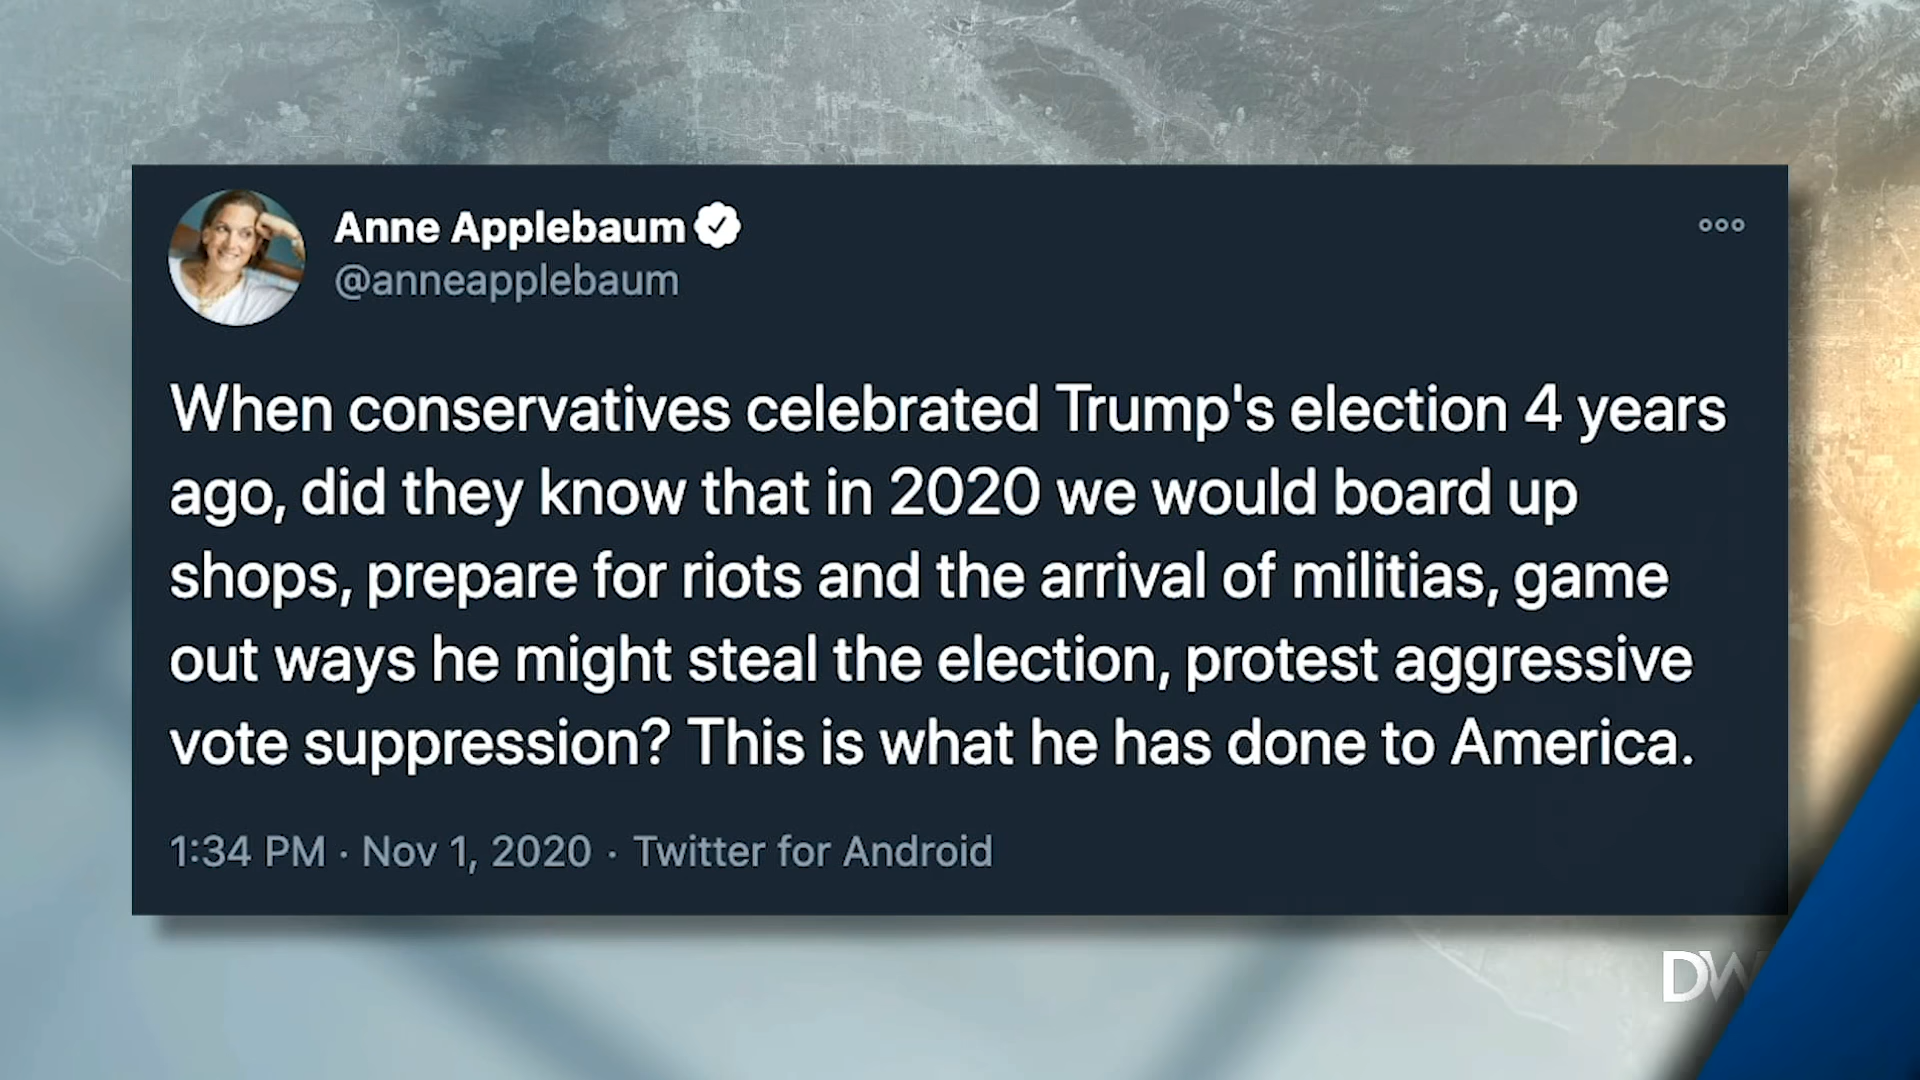 Anne Applebaum
@anneapplebaum
When conservatives celebrated Trump's election 4 years
ago, did they know that in 2020 we would board up
shops, prepare for riots and the arrival of militias, game
out ways he might steal the election, protest aggressive
vote suppression? This is what he has done to America.
1:34 PM · Nov 1, 2020 · Twitter for Android
DW